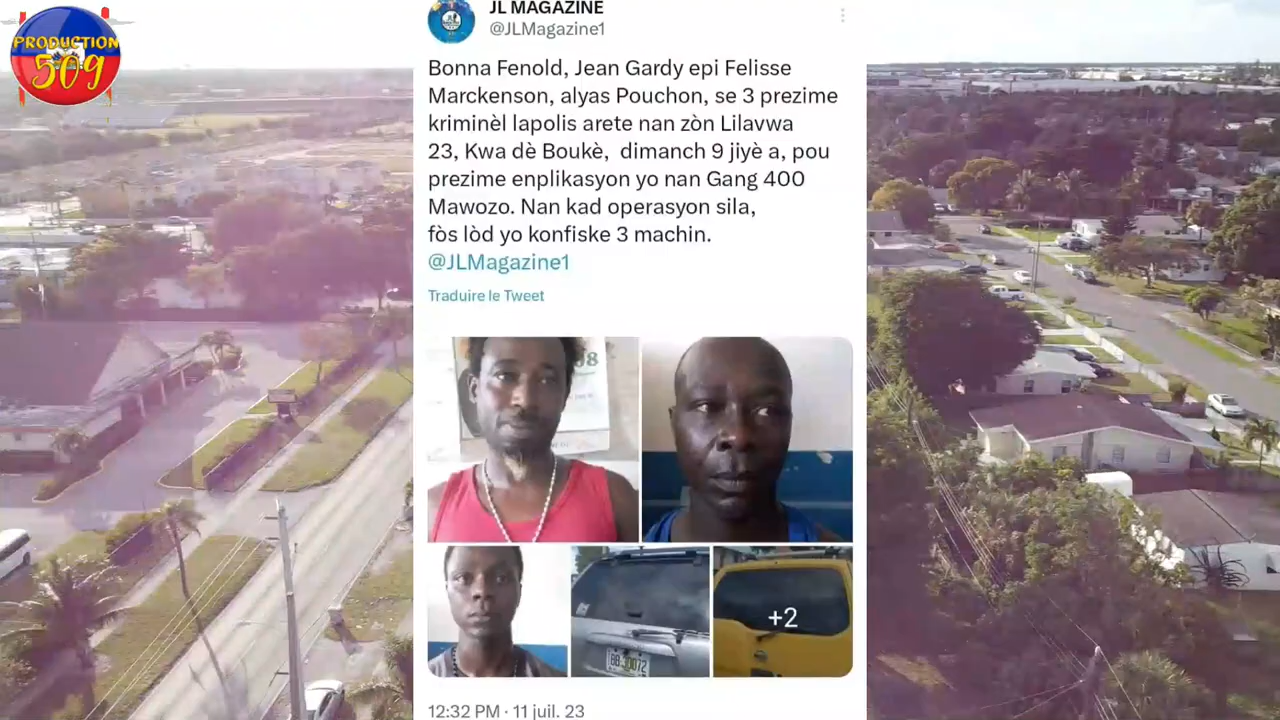 PRODUCTION
509
JL MAGAZINE
@JLMagazine1
Bonna Fenold, Jean Gardy epi Felisse
Marckenson, alyas Pouchon, se 3 prezime
kriminèl lapolis arete nan zòn Lilavwa
23, Kwa dè Boukè,  dimanch 9 jiyè a, pou
prezime enplikasyon yo nan Gang 400
Mawozo. Nan kad operasyon sila,
fòs lòd yo konfiske 3 machin.
@JLMagazine1
Traduire le Tweet
+2
12:32 PM · 11 juil. 23